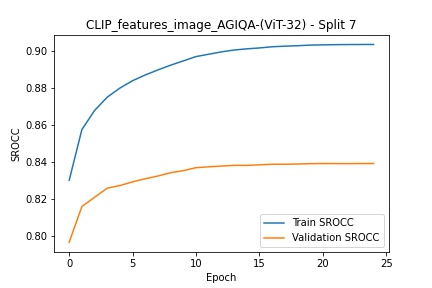 CLIP_features_image_AGIQA-(ViT-32) - Split 7
SROCC
0.90
0.88
0.86
0.84
0.82
0.80
Train SROCC
Validation SROCC
0
5
10
15
20
25
Epoch